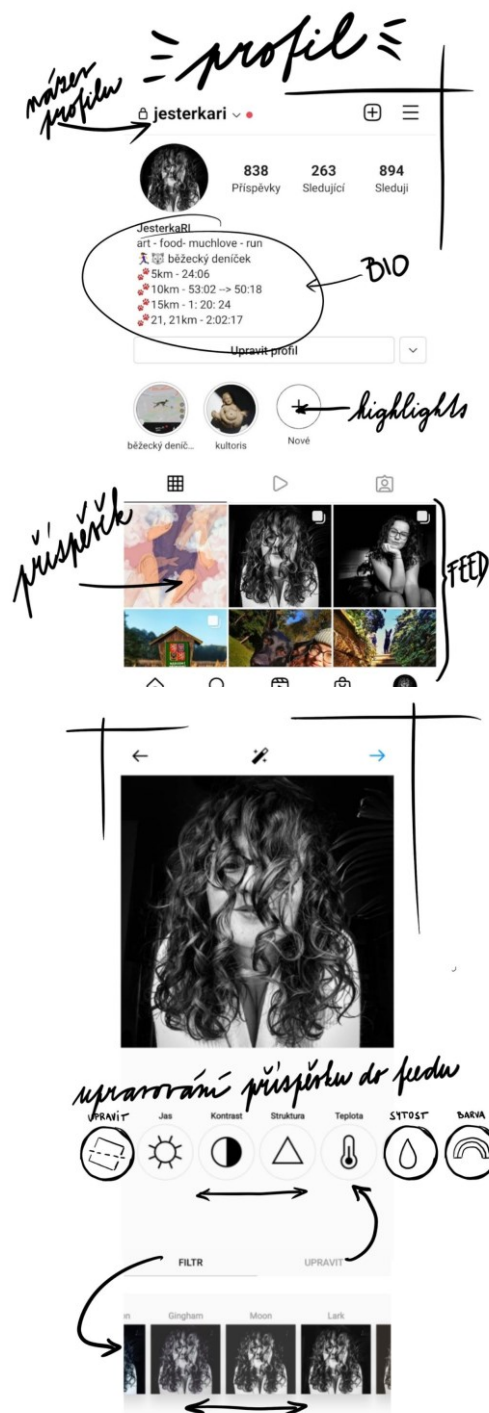 profil
název
profilu
jesterkari
838 263 894
Příspěvky Sledující Sleduji
JesterkaRI
art - food- muchlove - run
běžecký deníček
5km - 24:06
10km - 53:02 --> 50:18
15km - 1: 20: 24
21, 21km - 2:02:17
BIO
Upravit profil
běžecký deníč... kultoris Nové
highlights
příspěvěk
FEED
upravování příspěvku do feedu
UPRAVIT Jas Kontrast Struktura Teplota SYTOST BARVA
FILTR UPRAVIT
en Gingham Moon Lark